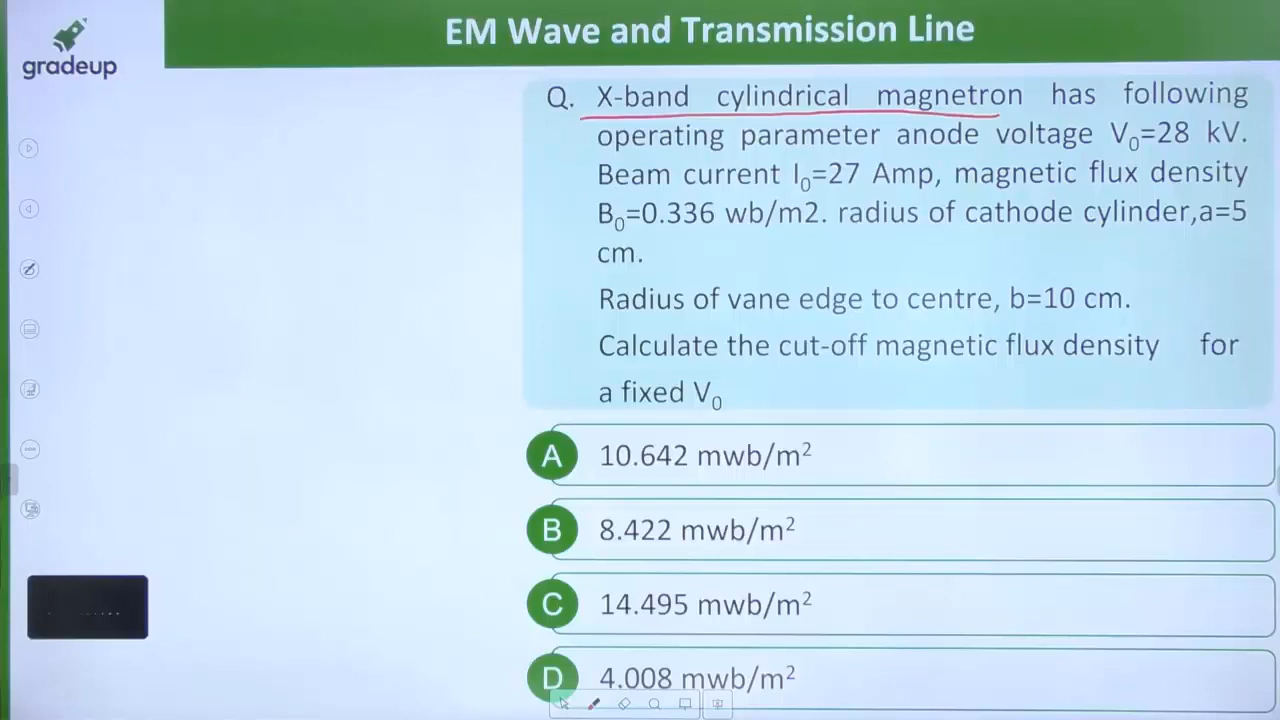 EM Wave and Transmission Line
gradeup
Q. X-band cylindrical magnetron has following
operating parameter anode voltage V₀=28 kV.
Beam current I₀=27 Amp, magnetic flux density
B₀=0.336 wb/m2. radius of cathode cylinder,a=5
cm.
Radius of vane edge to centre, b=10 cm.
Calculate the cut-off magnetic flux density for
a fixed V₀
A 10.642 mwb/m²
B 8.422 mwb/m²
C 14.495 mwb/m²
D 4.008 mwb/m²